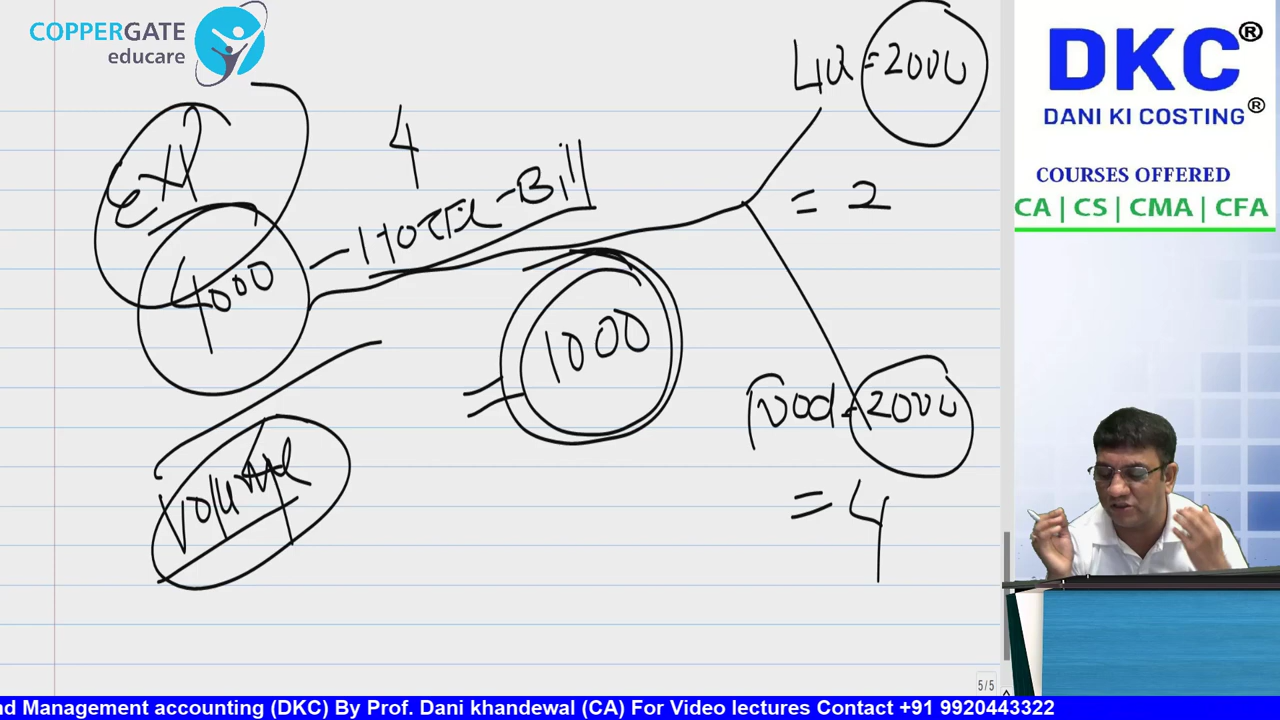 COPPERGATE
educare
4
Liq = 2000
= 2
4000 - Hotel - Bill
1000
Food = 2000
= 4
Volume
5/5
DKC®
DANI KI COSTING®
COURSES OFFERED
CA | CS | CMA | CFA
nd Management accounting (DKC) By Prof. Dani khandewal (CA) For Video lectures Contact +91 9920443322